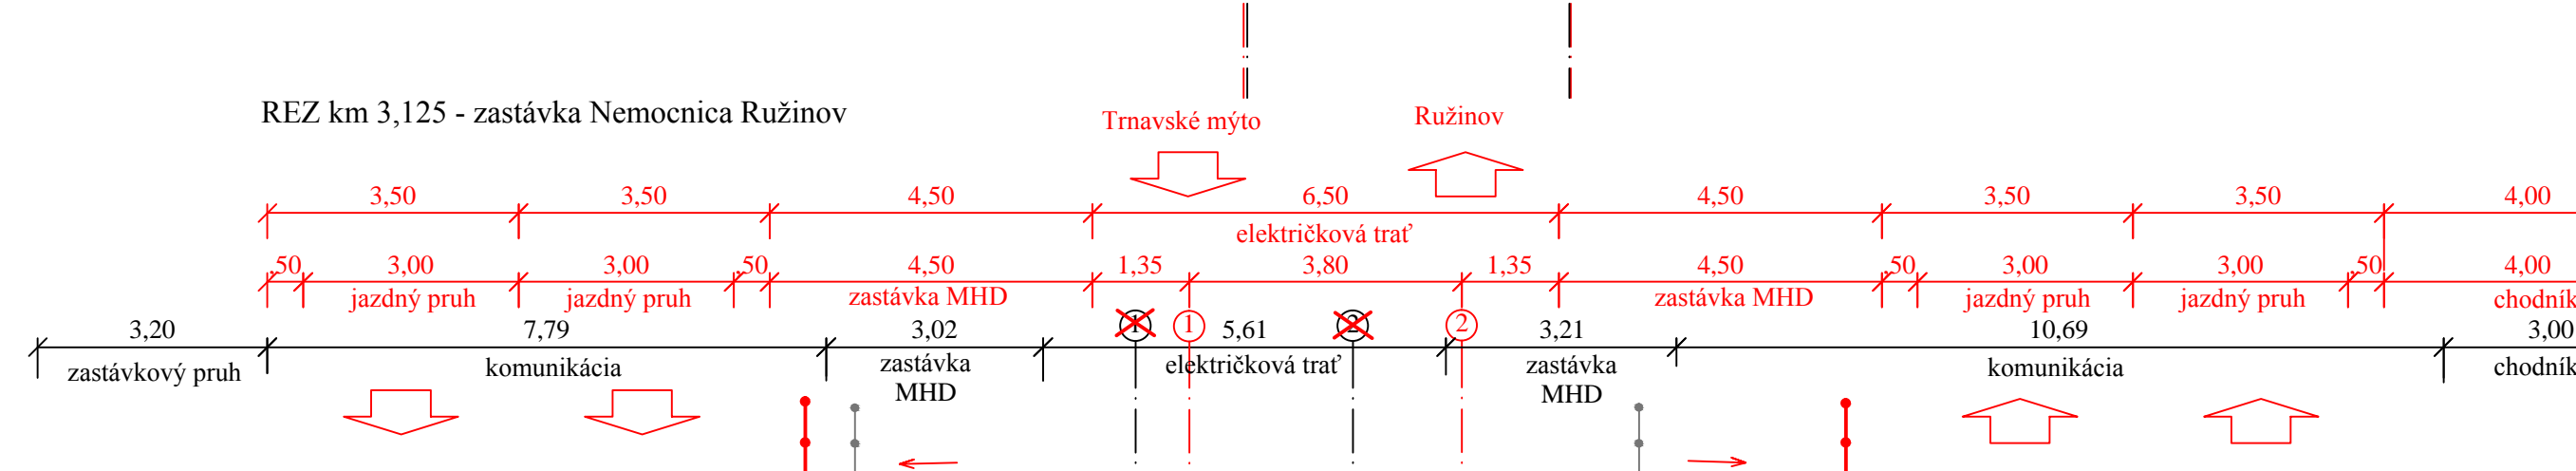 REZ km 3,125 - zastávka Nemocnica Ružinov
Trnavské mýto
Ružinov
3,50 3,50 4,50 6,50 4,50 3,50 3,50 4,00
električková trať
,50 3,00 3,00 ,50 4,50 1,35 3,80 1,35 4,50 ,50 3,00 3,00 ,50 4,00
jazdný pruh jazdný pruh zastávka MHD zastávka MHD jazdný pruh jazdný pruh chodník
3,20 7,79 3,02 1 1 5,61 2 2 3,21 10,69 3,00
zastávkový pruh komunikácia zastávka električková trať zastávka komunikácia chodník
MHD MHD